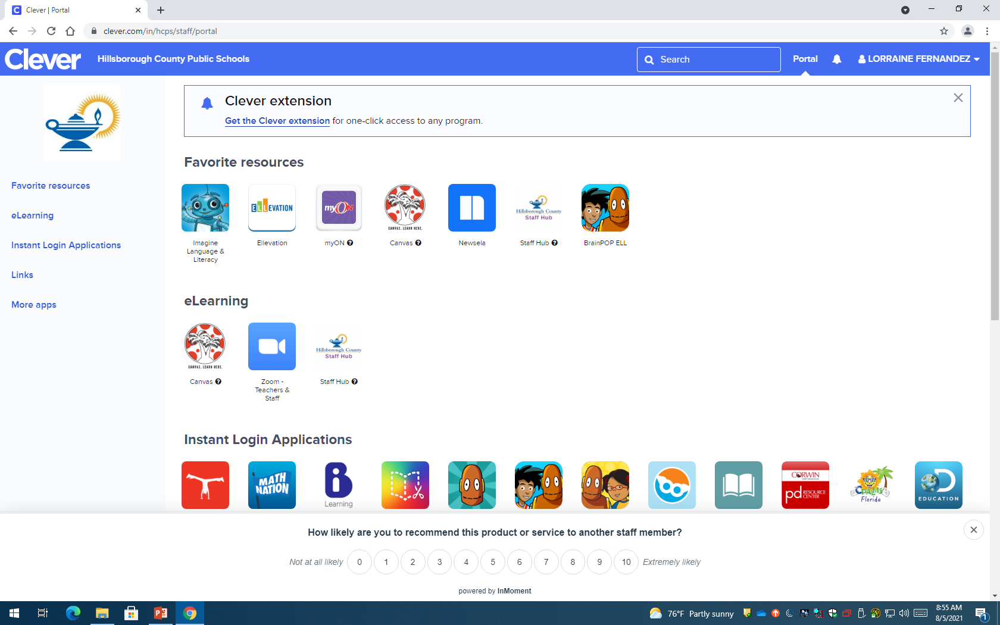 Clever | Portal
clever.com/in/hcps/staff/portal
Clever
Hillsborough County Public Schools
Search
Portal
LORRAINE FERNANDEZ
Clever extension
Get the Clever extension for one-click access to any program.
Favorite resources
eLearning
Instant Login Applications
Links
More apps
Favorite resources
ELLEVATION
myON
CANVAS. LEARN HERE.
Hillsborough County
Staff Hub
Imagine
Language &
Literacy
Ellevation
myON
Canvas
Newsela
Staff Hub
BrainPOP ELL
eLearning
CANVAS. LEARN HERE.
Hillsborough County
Staff Hub
Canvas
Zoom -
Teachers &
Staff
Staff Hub
Instant Login Applications
MATH
NATION
Learning
CORWIN
pd RESOURCE
CENTER
CPALMS
Florida
EDUCATION
How likely are you to recommend this product or service to another staff member?
Not at all likely 0 1 2 3 4 5 6 7 8 9 10 Extremely likely
powered by InMoment
76°F Partly sunny
8:55 AM
8/5/2021
1